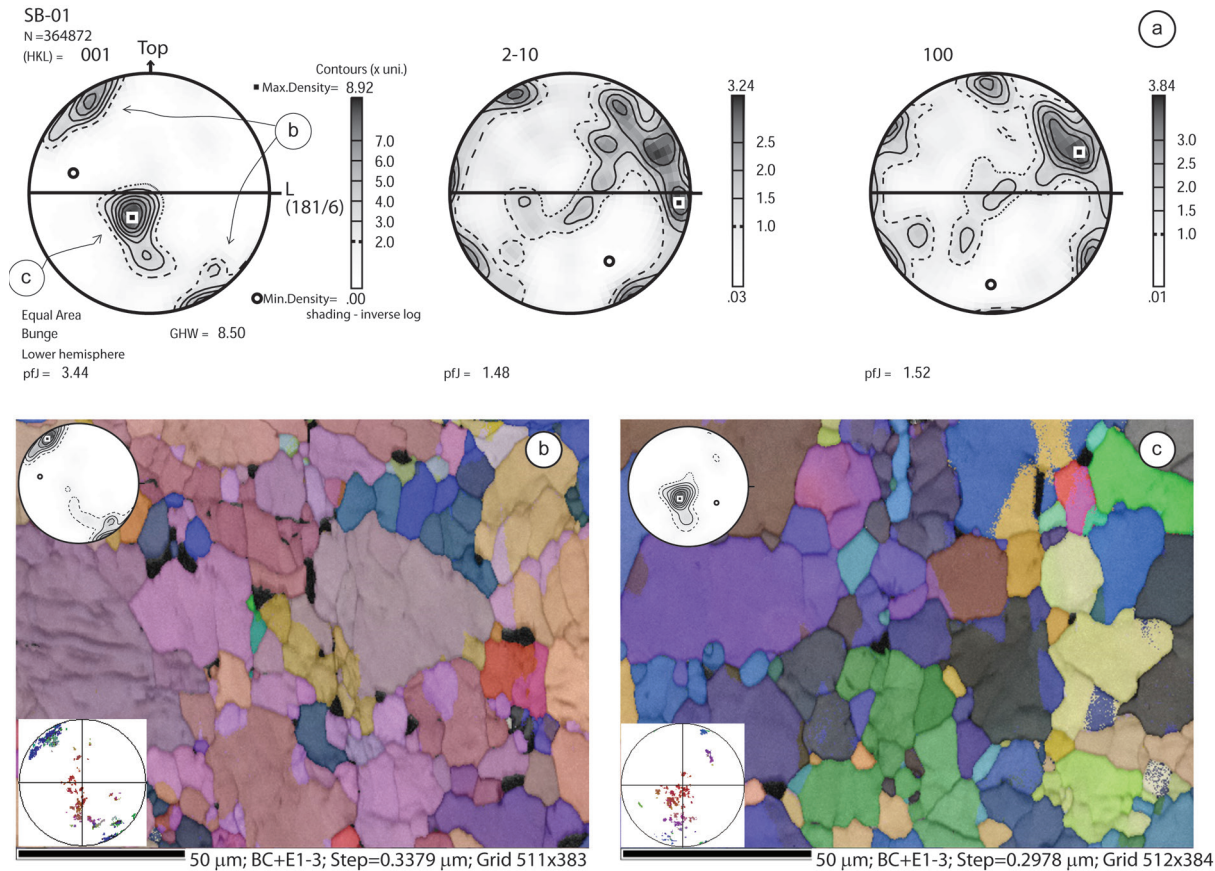 SB-01
N =364872
(HKL) = 001
Top
2-10
100
a
Contours (x uni.)
Max.Density= 8.92
3.24
3.84
b
7.0
6.0
5.0
4.0
3.0
2.0
2.5
2.0
1.5
1.0
3.0
2.5
2.0
1.5
1.0
L
(181/6)
c
Min.Density= .00
.03
.01
shading - inverse log
Equal Area
Bunge
GHW = 8.50
Lower hemisphere
pfJ = 3.44
pfJ = 1.48
pfJ = 1.52
b
c
50 μm; BC+E1-3; Step=0.3379 μm; Grid 511x383
50 μm; BC+E1-3; Step=0.2978 μm; Grid 512x384